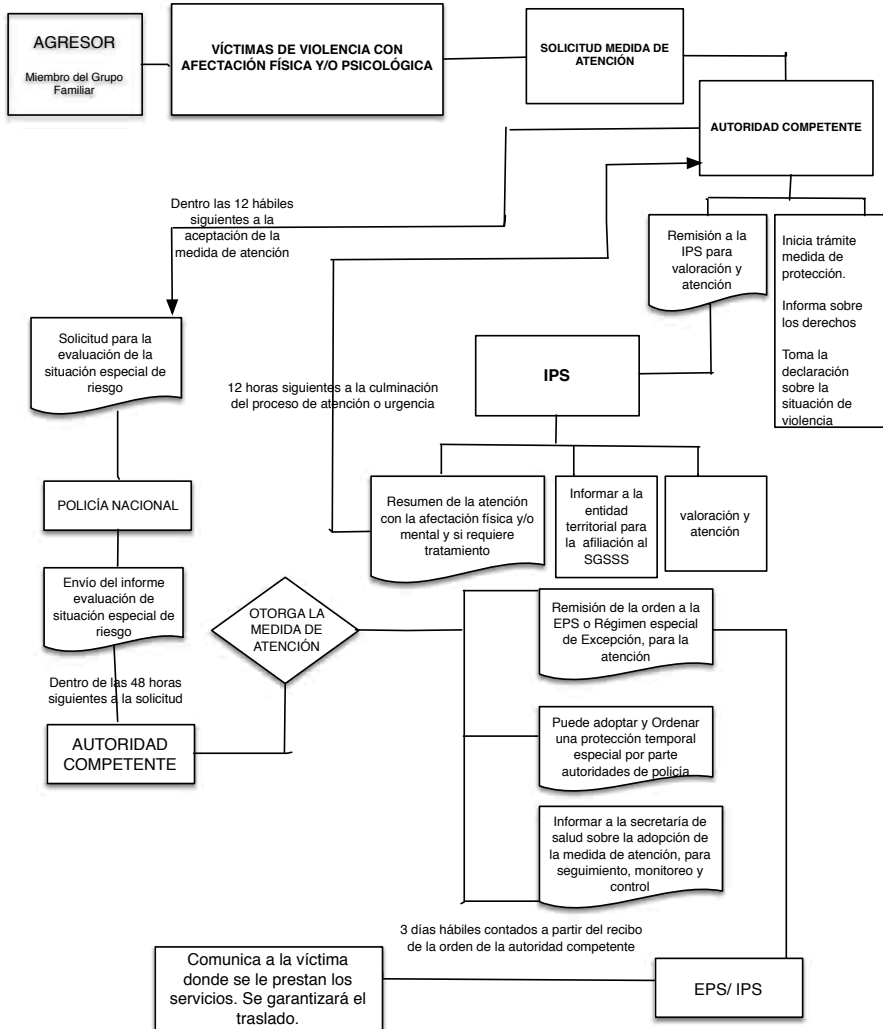 AGRESOR
Miembro del Grupo
Familiar
VÍCTIMAS DE VIOLENCIA CON
AFECTACIÓN FÍSICA Y/O PSICOLÓGICA
SOLICITUD MEDIDA DE
ATENCIÓN
AUTORIDAD COMPETENTE
Dentro las 12 hábiles
siguientes a la
aceptación de la
medida de atención
Remisión a la
IPS para
valoración y
atención
Inicia trámite
medida de
protección.
Informa sobre
los derechos
Toma la
declaración
sobre la
situación de
violencia
Solicitud para la
evaluación de la
situación especial de
riesgo
12 horas siguientes a la culminación
del proceso de atención o urgencia
IPS
POLICÍA NACIONAL
Resumen de la atención
con la afectación física y/o
mental y si requiere
tratamiento
Informar a la
entidad
territorial para
la afiliación al
SGSSS
valoración y
atención
Envío del informe
evaluación de
situación especial de
riesgo
OTORGA LA
MEDIDA DE
ATENCIÓN
Remisión de la orden a la
EPS o Régimen especial
de Excepción, para la
atención
Dentro de las 48 horas
siguientes a la solicitud
AUTORIDAD
COMPETENTE
Puede adoptar y Ordenar
una protección temporal
especial por parte
autoridades de policía
Informar a la secretaría de
salud sobre la adopción de
la medida de atención, para
seguimiento, monitoreo y
control
3 días hábiles contados a partir del recibo
de la orden de la autoridad competente
Comunica a la víctima
donde se le prestan los
servicios. Se garantizará el
traslado.
EPS/ IPS